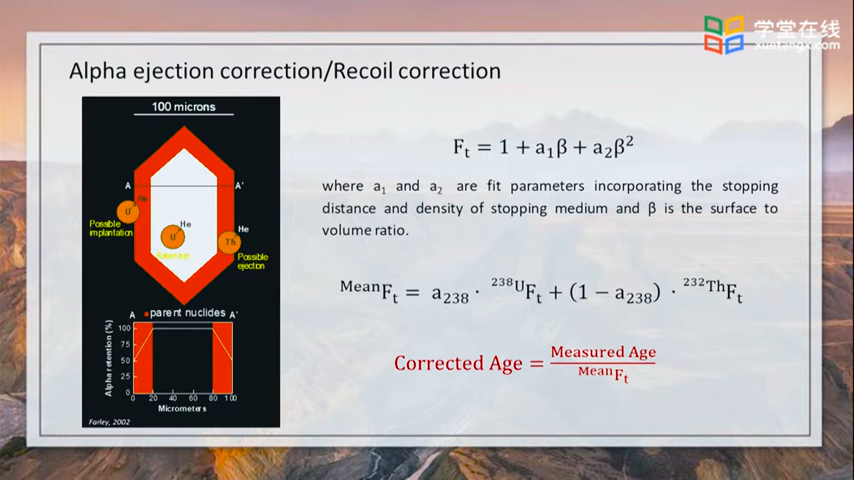 学堂在线
xuetangx.com
Alpha ejection correction/Recoil correction
100 microns
A
A'
He
U
Possible
implantation
He
U
Retention
He
Th
Possible
ejection
A
parent nuclides
A'
Alpha retention (%)
100
75
50
25
0
0 20 40 60 80 100
Micrometers
Farley, 2002
Fₜ = 1 + a₁β + a₂β²
where a₁ and a₂ are fit parameters incorporating the stopping
distance and density of stopping medium and β is the surface to
volume ratio.
ᴹᵉᵃⁿFₜ = a₂₃₈ · ²³⁸ᵁFₜ + (1 − a₂₃₈) · ²³²ᵀʰFₜ
Corrected Age = Measured Age / ᴹᵉᵃⁿFₜ